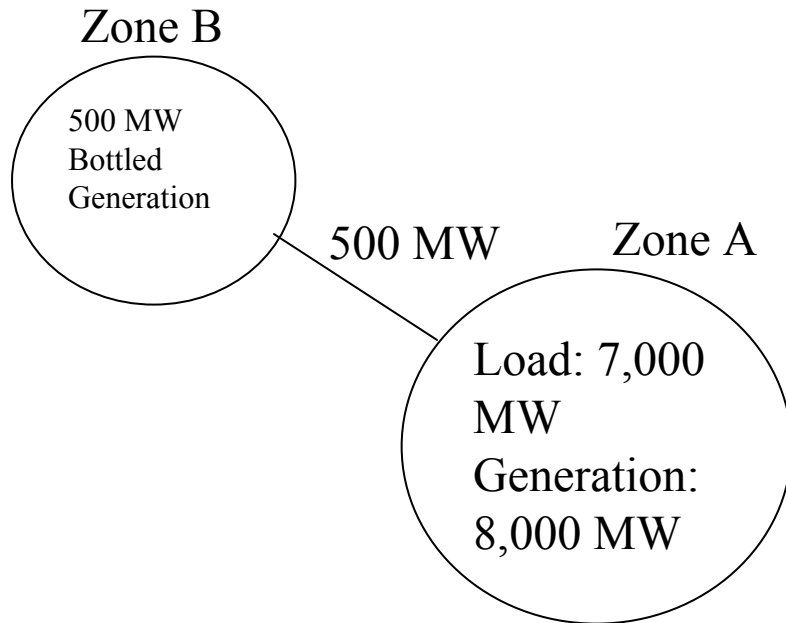 Zone B
500 MW
Bottled
Generation
500 MW
Zone A
Load: 7,000
MW
Generation:
8,000 MW